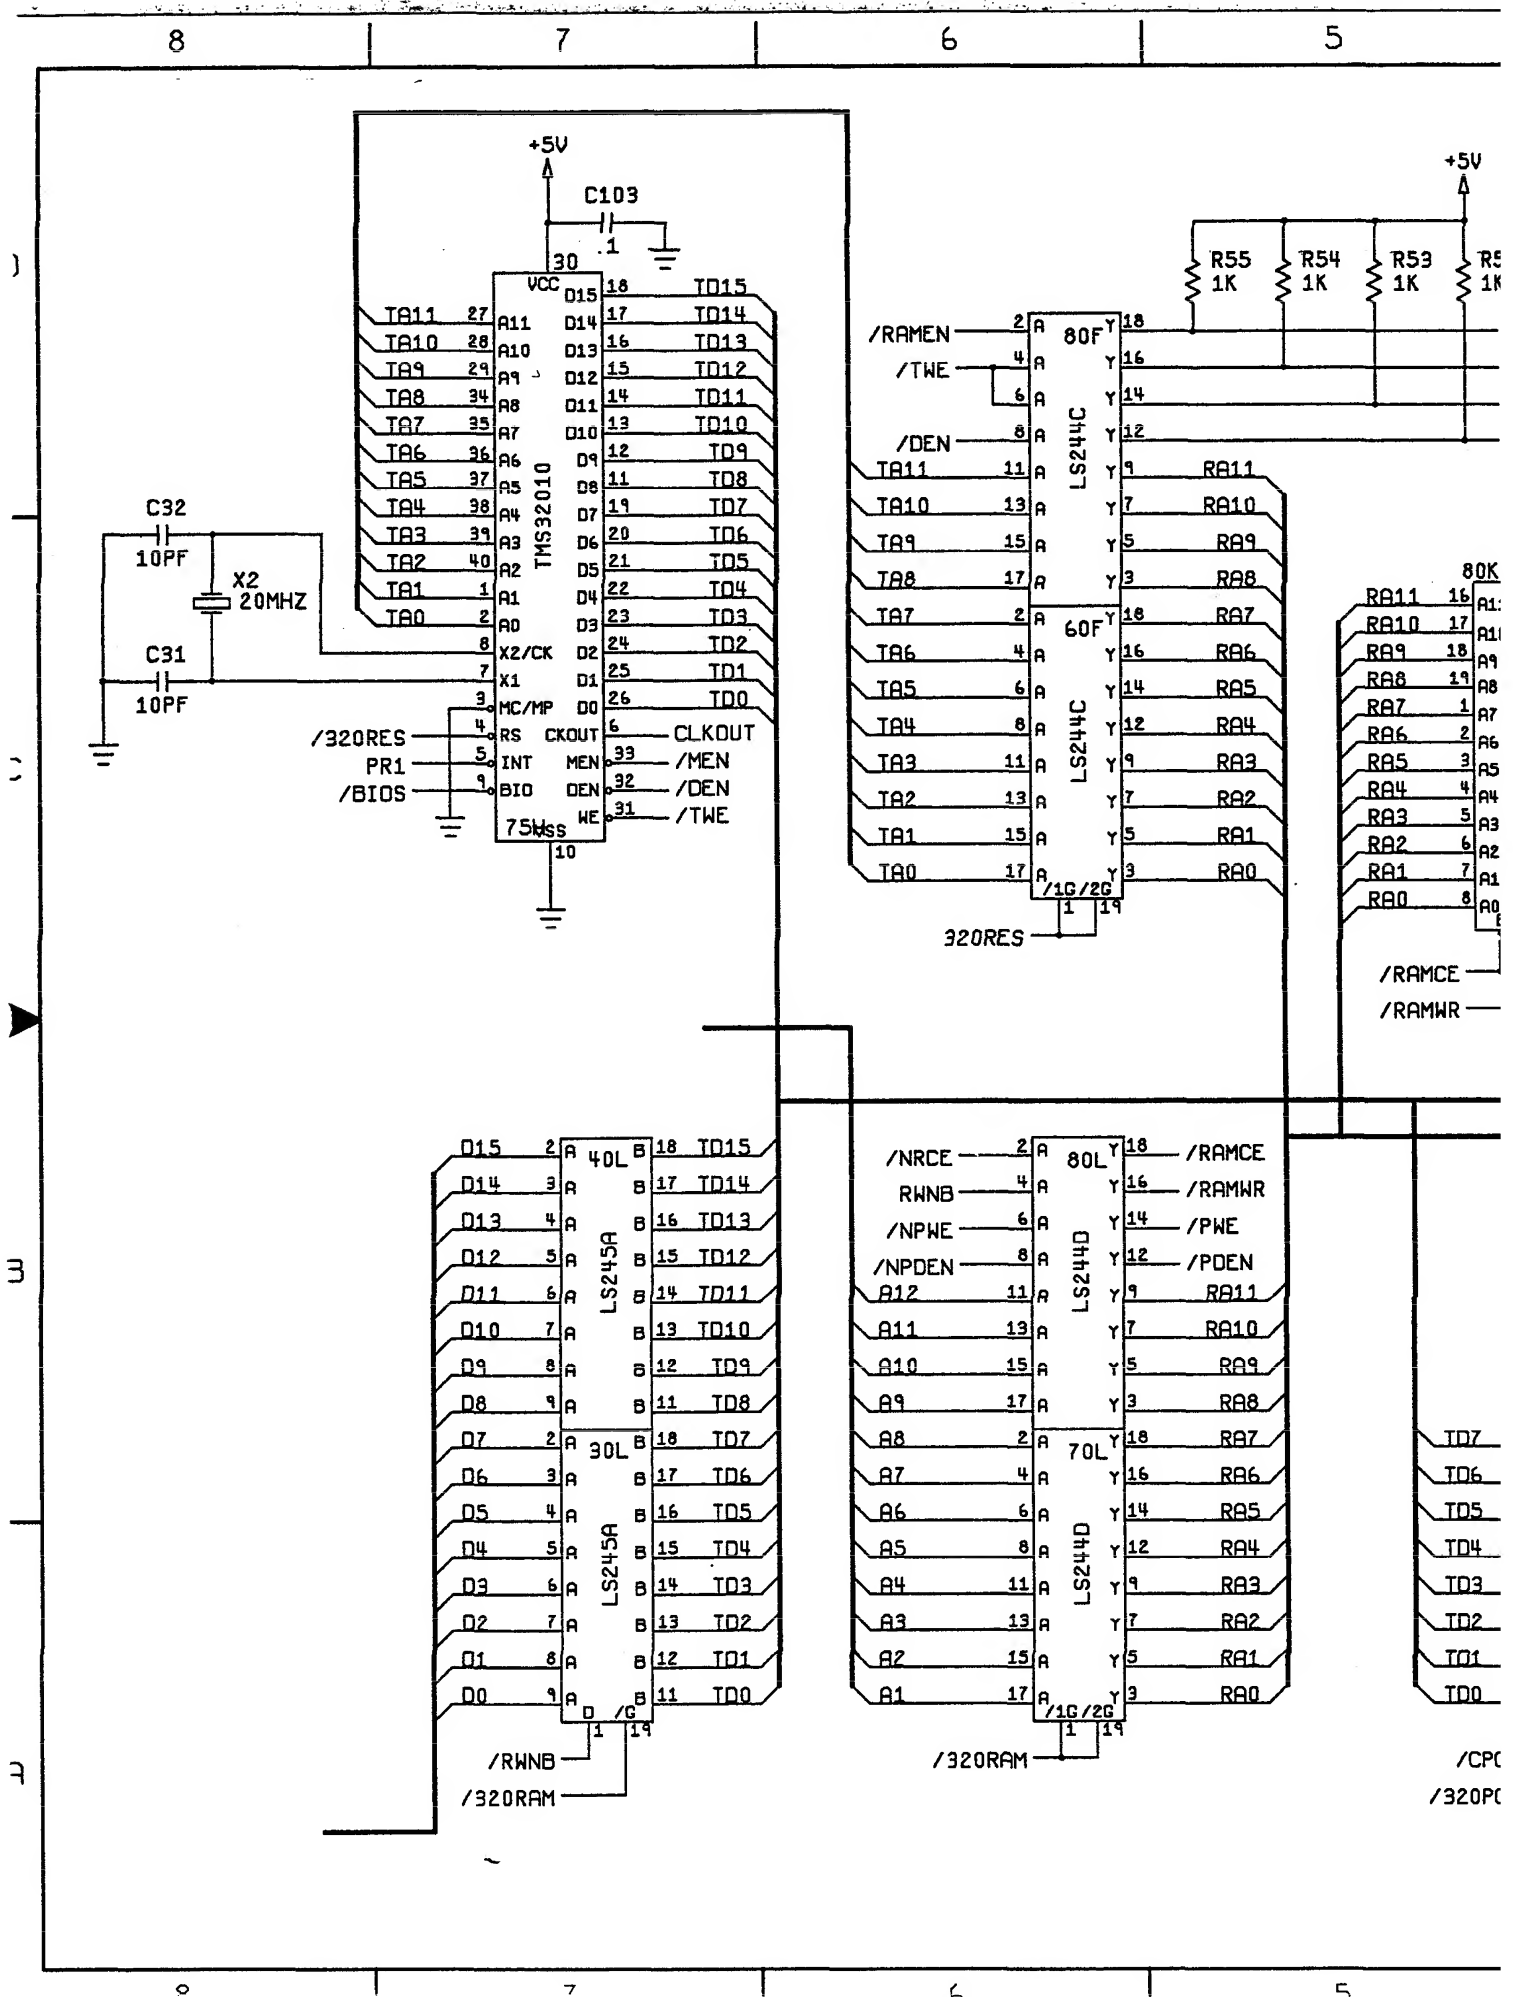 8 7 6 5
+5V
C103
.1
+5V
R55 1K
R54 1K
R53 1K
30
VCC
TA11 27 A11
TA10 28 A10
TA9 29 A9
TA8 34 A8
TA7 35 A7
TA6 36 A6
TA5 37 A5
TA4 38 A4
TA3 39 A3
TA2 40 A2
TA1 1 A1
TA0 2 A0
8 X2/CK
7 X1
3 MC/MP
/320RES 4 RS
PR1 5 INT
/BIOS 9 BIO
TMS32010
D15 18 TD15
D14 17 TD14
D13 16 TD13
D12 15 TD12
D11 14 TD11
D10 13 TD10
D9 12 TD9
D8 11 TD8
D7 19 TD7
D6 20 TD6
D5 21 TD5
D4 22 TD4
D3 23 TD3
D2 24 TD2
D1 25 TD1
D0 26 TD0
CKOUT 6 CLKOUT
MEN 33 /MEN
DEN 32 /DEN
WE 31 /TWE
VSS
10
C32
10PF
X2
20MHZ
C31
10PF
/RAMEN 2 A 80F Y 18
/TWE 4 A Y 16
6 A Y 14
/DEN 8 A Y 12
LS244C
TA11 11 A Y 9 RA11
TA10 13 A Y 7 RA10
TA9 15 A Y 5 RA9
TA8 17 A Y 3 RA8
TA7 2 A 60F Y 18 RA7
TA6 4 A Y 16 RA6
TA5 6 A Y 14 RA5
TA4 8 A Y 12 RA4
LS244C
TA3 11 A Y 9 RA3
TA2 13 A Y 7 RA2
TA1 15 A Y 5 RA1
TA0 17 A Y 3 RA0
/1G /2G
1 19
320RES
80K
RA11 16
RA10 17
RA9 18 A9
RA8 19 A8
RA7 1 A7
RA6 2 A6
RA5 3 A5
RA4 4 A4
RA3 5 A3
RA2 6 A2
RA1 7 A1
RA0 8 A0
/RAMCE
/RAMWR
D15 2 A 40L B 18 TD15
D14 3 A B 17 TD14
D13 4 A B 16 TD13
D12 5 A B 15 TD12
LS245A
D11 6 A B 14 TD11
D10 7 A B 13 TD10
D9 8 A B 12 TD9
D8 9 A B 11 TD8
D7 2 A 30L B 18 TD7
D6 3 A B 17 TD6
D5 4 A B 16 TD5
D4 5 A B 15 TD4
LS245A
D3 6 A B 14 TD3
D2 7 A B 13 TD2
D1 8 A B 12 TD1
D0 9 A B 11 TD0
D /G
1 19
/RWNB
/320RAM
/NRCE 2 A 80L Y 18 /RAMCE
RWNB 4 A Y 16 /RAMWR
/NPWE 6 A Y 14 /PWE
/NPDEN 8 A Y 12 /PDEN
LS244D
A12 11 A Y 9 RA11
A11 13 A Y 7 RA10
A10 15 A Y 5 RA9
A9 17 A Y 3 RA8
A8 2 A 70L Y 18 RA7
A7 4 A Y 16 RA6
A6 6 A Y 14 RA5
A5 8 A Y 12 RA4
LS244D
A4 11 A Y 9 RA3
A3 13 A Y 7 RA2
A2 15 A Y 5 RA1
A1 17 A Y 3 RA0
/1G /2G
1 19
/320RAM
TD7
TD6
TD5
TD4
TD3
TD2
TD1
TD0
7